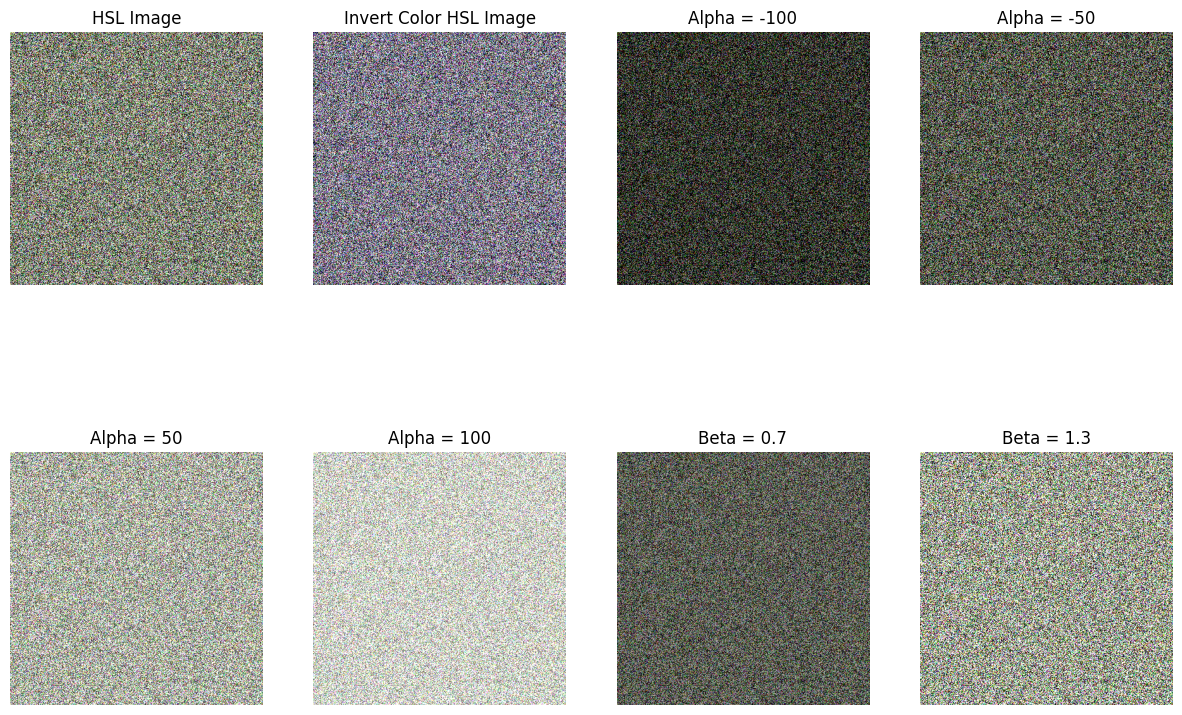 HSL Image
Invert Color HSL Image
Alpha = -100
Alpha = -50
Alpha = 50
Alpha = 100
Beta = 0.7
Beta = 1.3